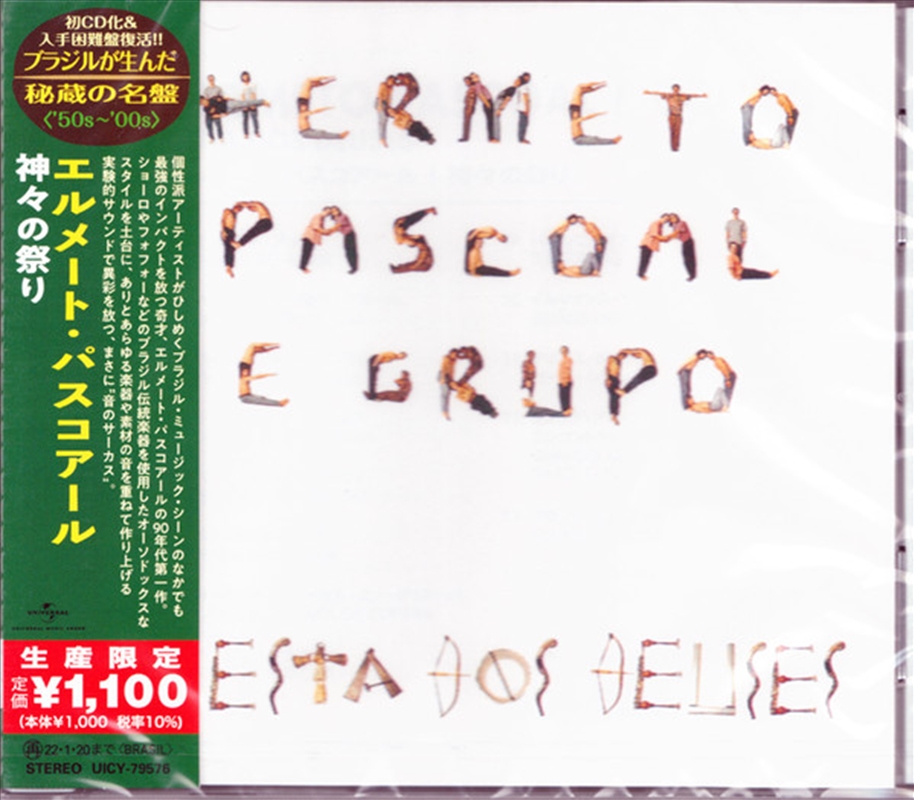 初CD化&
入手困難盤復活!!
ブラジルが生んだ
秘蔵の名盤
〈'50s~'00s〉
エルメート・パスコアール
神々の祭り
個性派アーティストがひしめくブラジル・ミュージック・シーンのなかでも
最強のインパクトを放つ奇才、エルメート・パスコアールの90年代第一作。
ショーロやフォフォーなどのブラジル伝統楽器を使用したオーソドックスな
スタイルを土台に、ありとあらゆる楽器や素材の音を重ねて作り上げる
実験的サウンドで異彩を放つ、まさに"音のサーカス"。
UNIVERSAL
UNIVERSAL MUSIC GROUP
生産限定
定価 ¥1,100
(本体¥1,000 税率10%)
再 22・1・20まで〈BRASIL〉
STEREO UICY-79576
HERMETO
PASCOAL
E GRUPO
ESTA DOS DEUSES